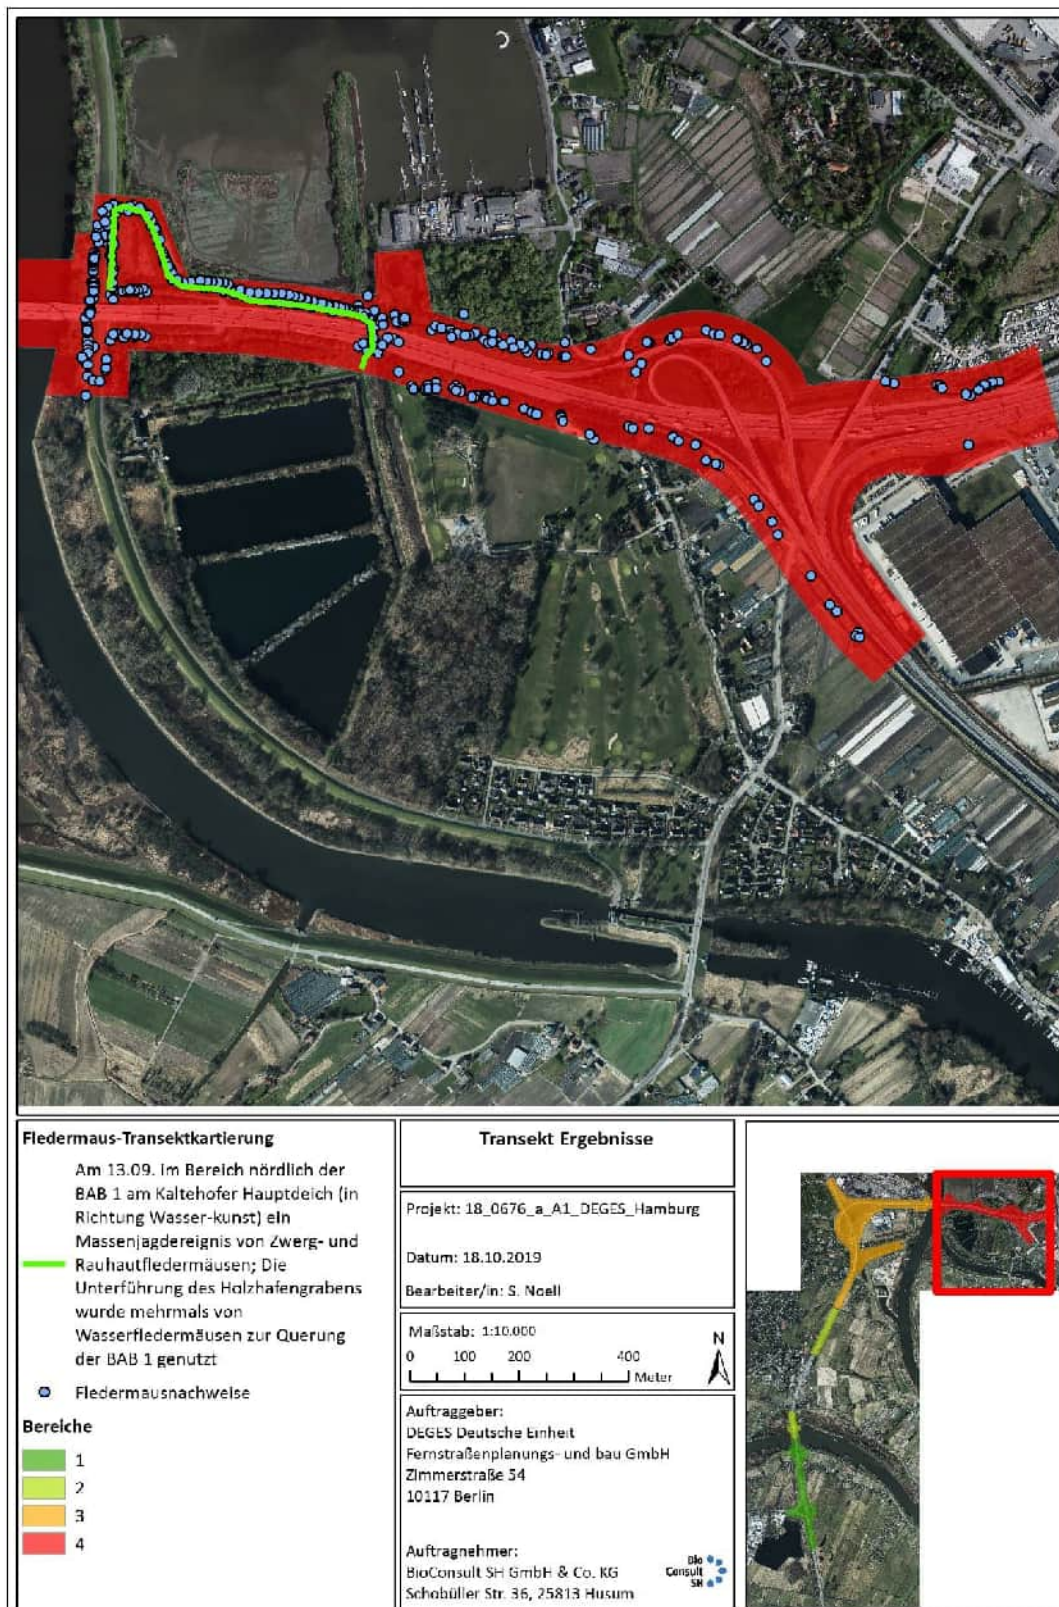 Fledermaus-Transektkartierung
Am 13.09. im Bereich nördlich der
BAB 1 am Kaltehofer Hauptdeich (in
Richtung Wasser-kunst) ein
Massenjagdereignis von Zwerg- und
Rauhautfledermäusen; Die
Unterführung des Holzhafengrabens
wurde mehrmals von
Wasserfledermäusen zur Querung
der BAB 1 genutzt
Fledermausnachweise
Bereiche
1
2
3
4
Transekt Ergebnisse
Projekt: 18_0676_a_A1_DEGES_Hamburg
Datum: 18.10.2019
Bearbeiter/in: S. Noell
Maßstab: 1:10.000
0 100 200 400
Meter
N
Auftraggeber:
DEGES Deutsche Einheit
Fernstraßenplanungs- und bau GmbH
Zimmerstraße 54
10117 Berlin
Auftragnehmer:
BioConsult SH GmbH & Co. KG
Schobüller Str. 36, 25813 Husum
Bio
Consult
SH